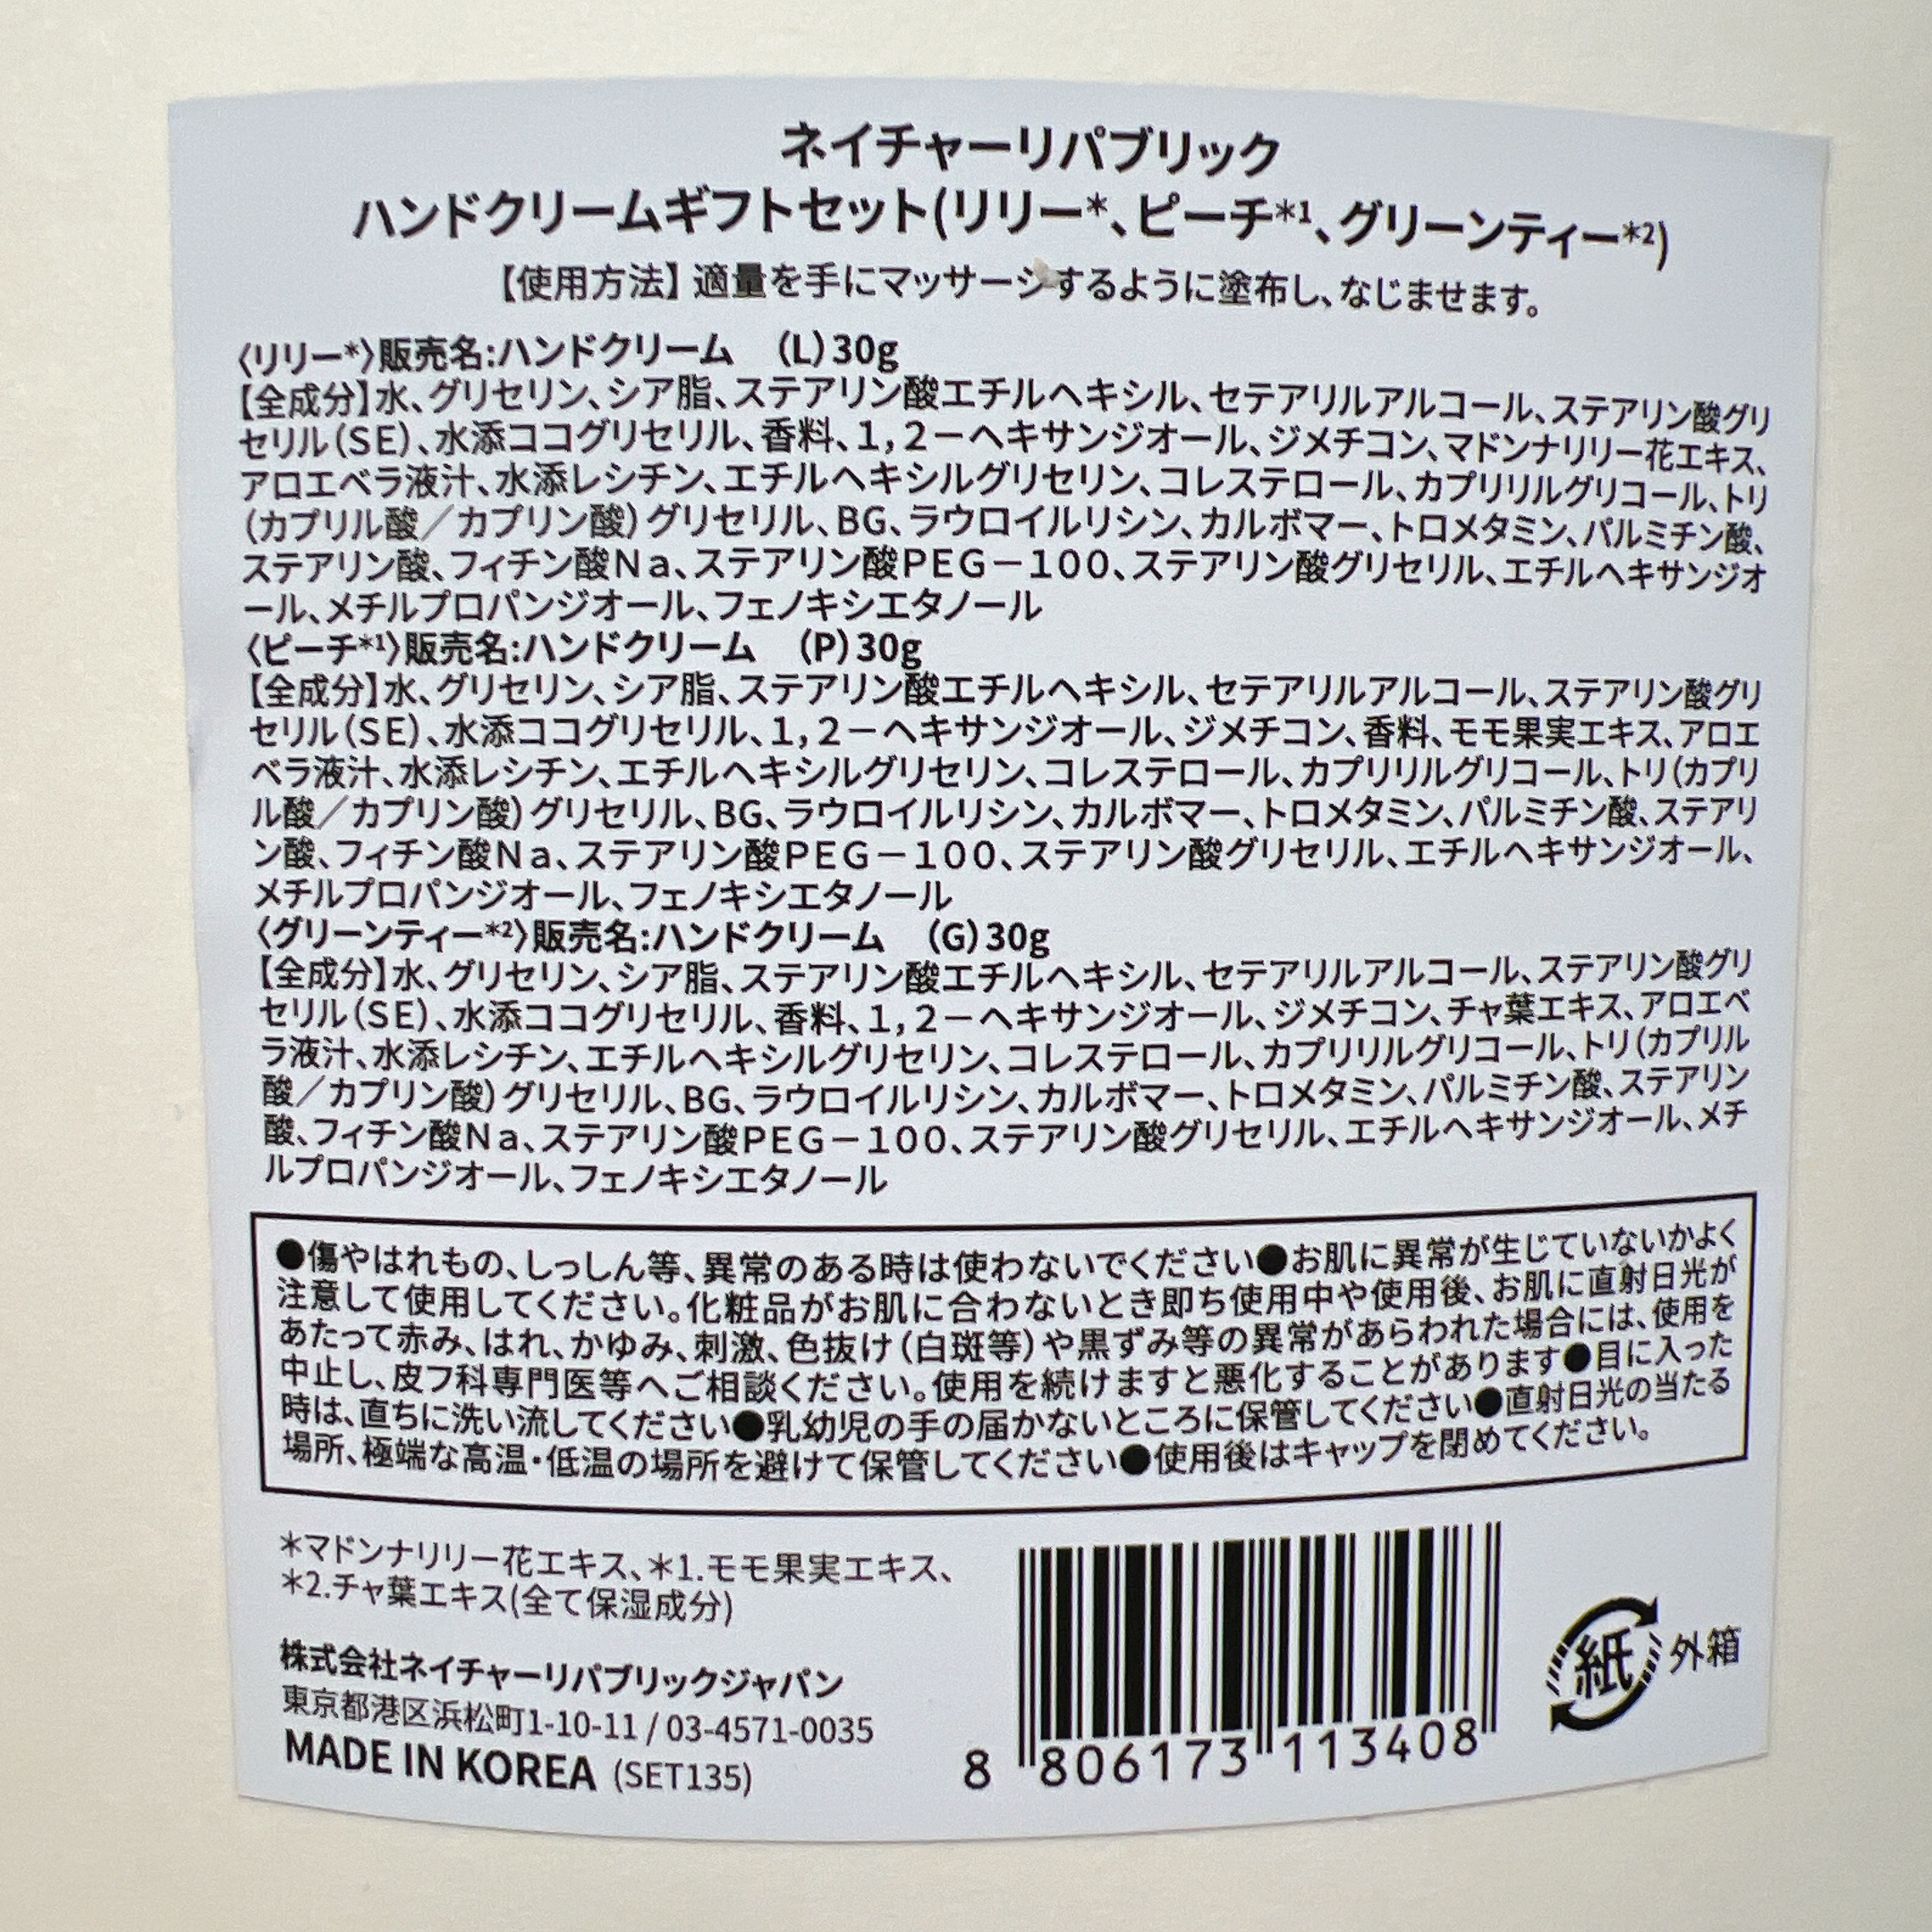 ネイチャーリパブリック
ハンドクリームギフトセット(リリー*、ピーチ*1、グリーンティー*2)
【使用方法】適量を手にマッサージするように塗布し、なじませます。
〈リリー*〉販売名:ハンドクリーム (L)30g
【全成分】水、グリセリン、シア脂、ステアリン酸エチルヘキシル、セテアリルアルコール、ステアリン酸グリ
セリル(SE)、水添ココグリセリル、香料、1,2-ヘキサンジオール、ジメチコン、マドンナリリー花エキス、
アロエベラ液汁、水添レシチン、エチルヘキシルグリセリン、コレステロール、カプリリルグリコール、トリ
(カプリル酸/カプリン酸)グリセリル、BG、ラウロイルリシン、カルボマー、トロメタミン、パルミチン酸、
ステアリン酸、フィチン酸Na、ステアリン酸PEG-100、ステアリン酸グリセリル、エチルヘキサンジオ
ール、メチルプロパンジオール、フェノキシエタノール
〈ピーチ*1〉販売名:ハンドクリーム (P)30g
【全成分】水、グリセリン、シア脂、ステアリン酸エチルヘキシル、セテアリルアルコール、ステアリン酸グリ
セリル(SE)、水添ココグリセリル、1,2-ヘキサンジオール、ジメチコン、香料、モモ果実エキス、アロエ
ベラ液汁、水添レシチン、エチルヘキシルグリセリン、コレステロール、カプリリルグリコール、トリ(カプリ
ル酸/カプリン酸)グリセリル、BG、ラウロイルリシン、カルボマー、トロメタミン、パルミチン酸、ステアリ
ン酸、フィチン酸Na、ステアリン酸PEG-100、ステアリン酸グリセリル、エチルヘキサンジオール、
メチルプロパンジオール、フェノキシエタノール
〈グリーンティー*2〉販売名:ハンドクリーム (G)30g
【全成分】水、グリセリン、シア脂、ステアリン酸エチルヘキシル、セテアリルアルコール、ステアリン酸グリ
セリル(SE)、水添ココグリセリル、香料、1,2-ヘキサンジオール、ジメチコン、チャ葉エキス、アロエベ
ラ液汁、水添レシチン、エチルヘキシルグリセリン、コレステロール、カプリリルグリコール、トリ(カプリル
酸/カプリン酸)グリセリル、BG、ラウロイルリシン、カルボマー、トロメタミン、パルミチン酸、ステアリン
酸、フィチン酸Na、ステアリン酸PEG-100、ステアリン酸グリセリル、エチルヘキサンジオール、メチ
ルプロパンジオール、フェノキシエタノール
●傷やはれもの、しっしん等、異常のある時は使わないでください●お肌に異常が生じていないかよく
注意して使用してください。化粧品がお肌に合わないとき即ち使用中や使用後、お肌に直射日光が
あたって赤み、はれ、かゆみ、刺激、色抜け(白斑等)や黒ずみ等の異常があらわれた場合には、使用を
中止し、皮フ科専門医等へご相談ください。使用を続けますと悪化することがあります●目に入った
時は、直ちに洗い流してください●乳幼児の手の届かないところに保管してください●直射日光の当たる
場所、極端な高温・低温の場所を避けて保管してください●使用後はキャップを閉めてください。
*マドンナリリー花エキス、*1.モモ果実エキス、
*2.チャ葉エキス(全て保湿成分)
株式会社ネイチャーリパブリックジャパン
東京都港区浜松町1-10-11 / 03-4571-0035
MADE IN KOREA (SET135)
8 806173 113408
紙 外箱